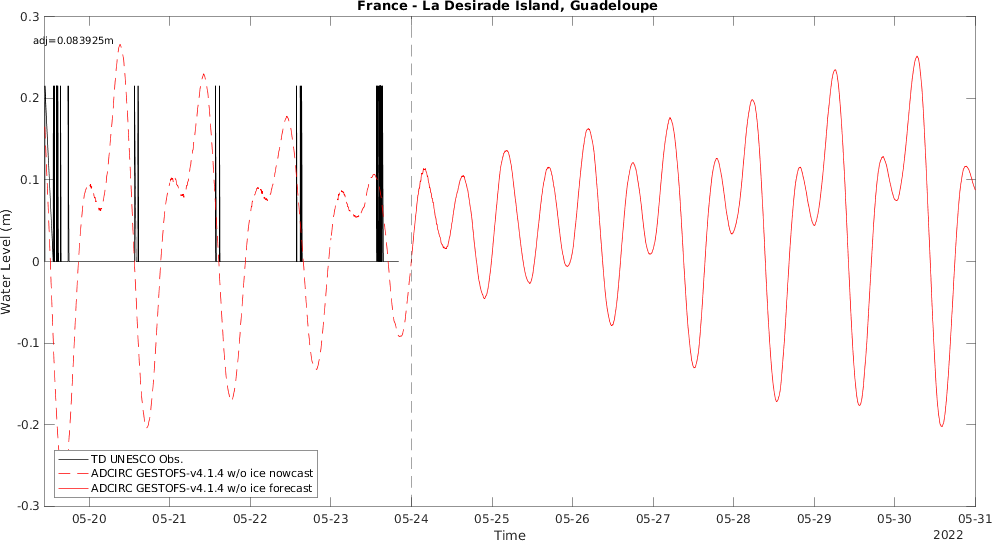 France - La Desirade Island, Guadeloupe
adj=0.083925m
0.3
0.2
0.1
0
-0.1
-0.2
-0.3
Water Level (m)
TD UNESCO Obs.
ADCIRC GESTOFS-v4.1.4 w/o ice nowcast
ADCIRC GESTOFS-v4.1.4 w/o ice forecast
05-20 05-21 05-22 05-23 05-24 05-25 05-26 05-27 05-28 05-29 05-30 05-31
Time
2022